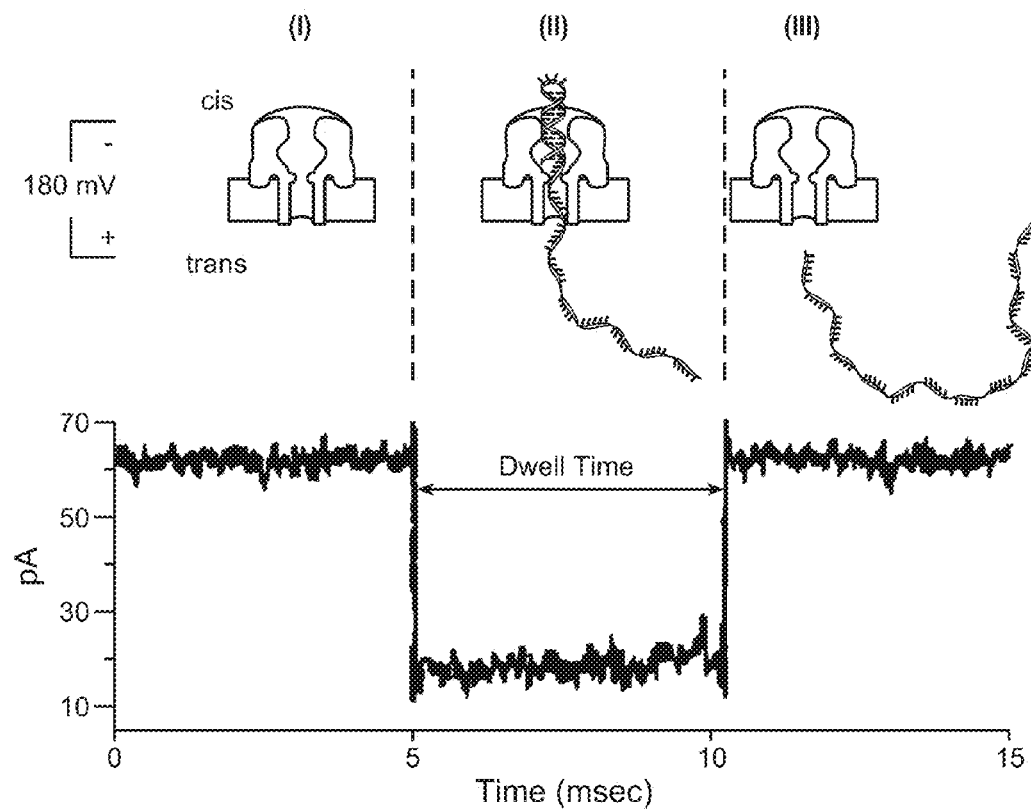 (I)
(II)
(III)
cis
-
180 mV
+
trans
70
50
30
10
pA
Dwell Time
0
5
10
15
Time (msec)